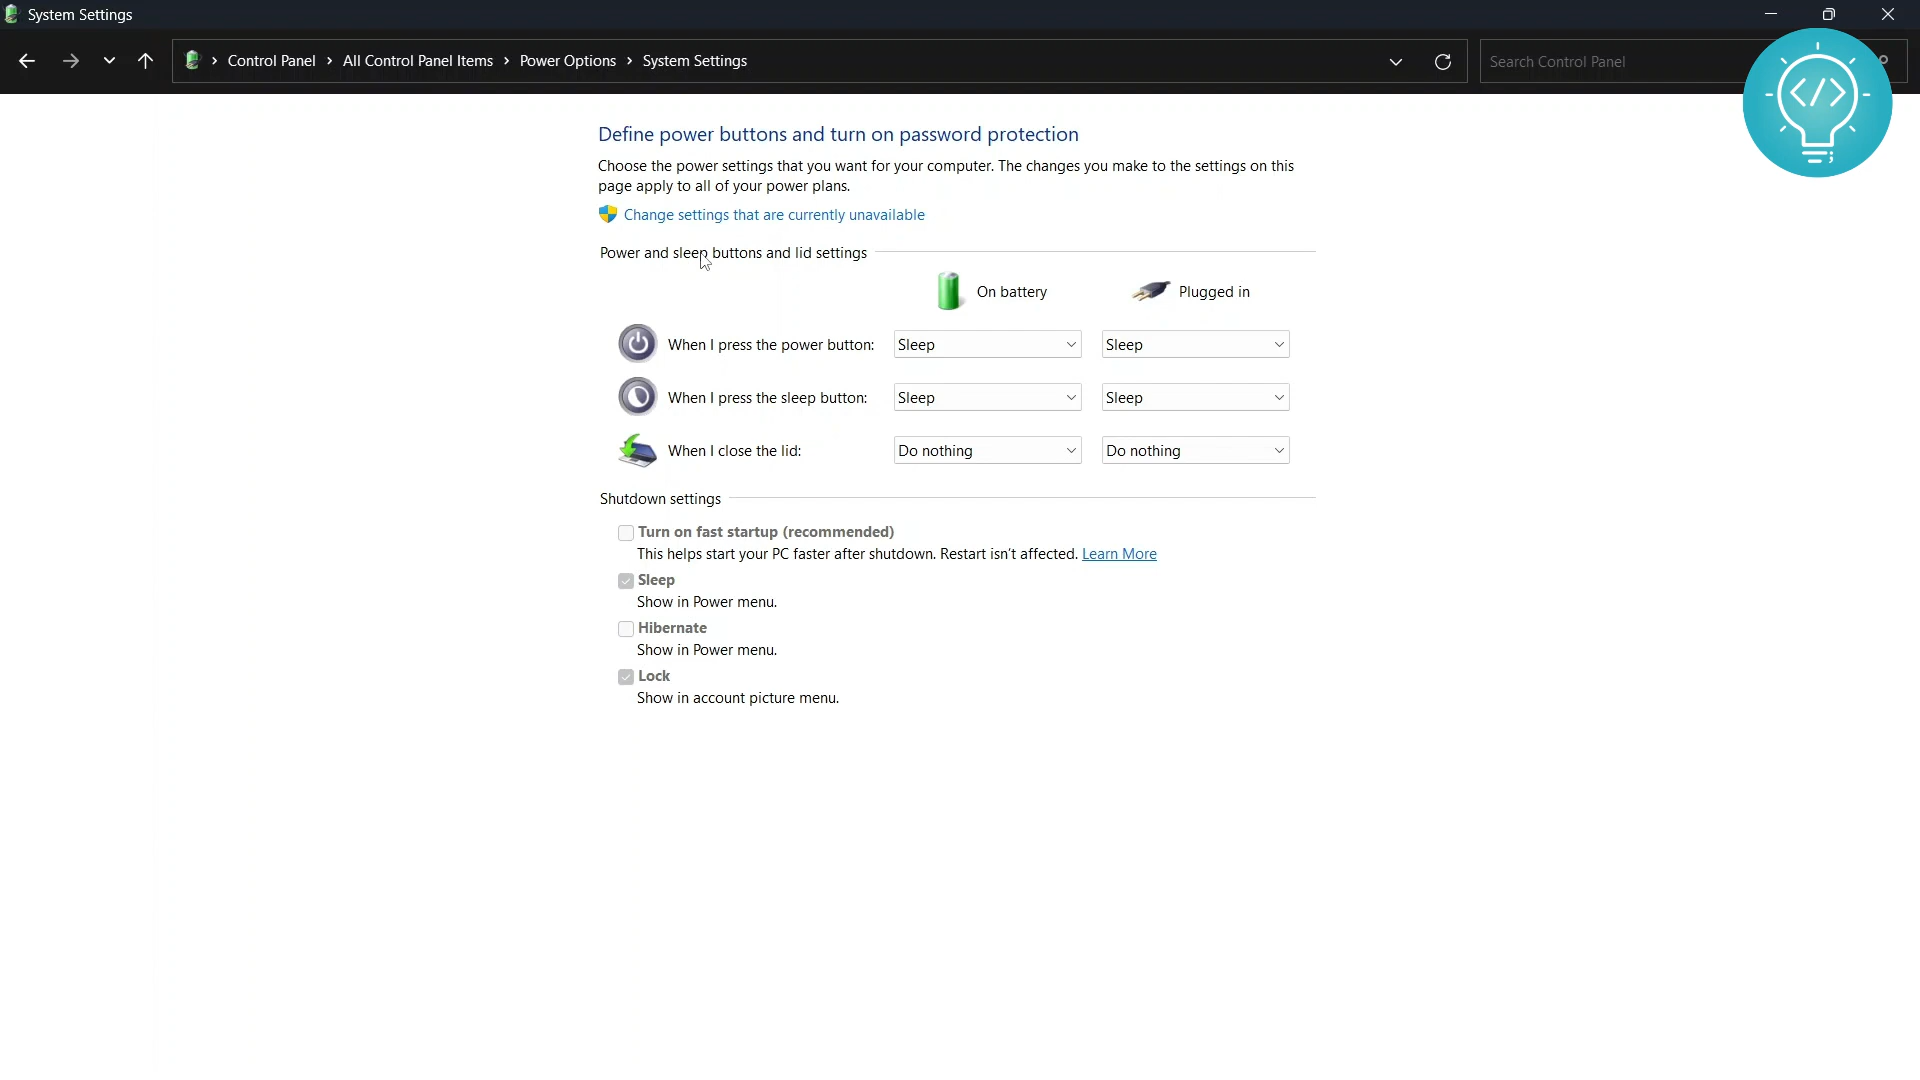 System Settings
Control Panel > All Control Panel Items > Power Options > System Settings
Search Control Panel
</>
Define power buttons and turn on password protection
Choose the power settings that you want for your computer. The changes you make to the settings on this
page apply to all of your power plans.
Change settings that are currently unavailable
Power and sleep buttons and lid settings
On battery Plugged in
When I press the power button: Sleep Sleep
When I press the sleep button: Sleep Sleep
When I close the lid: Do nothing Do nothing
Shutdown settings
Turn on fast startup (recommended)
This helps start your PC faster after shutdown. Restart isn't affected. Learn More
Sleep
Show in Power menu.
Hibernate
Show in Power menu.
Lock
Show in account picture menu.